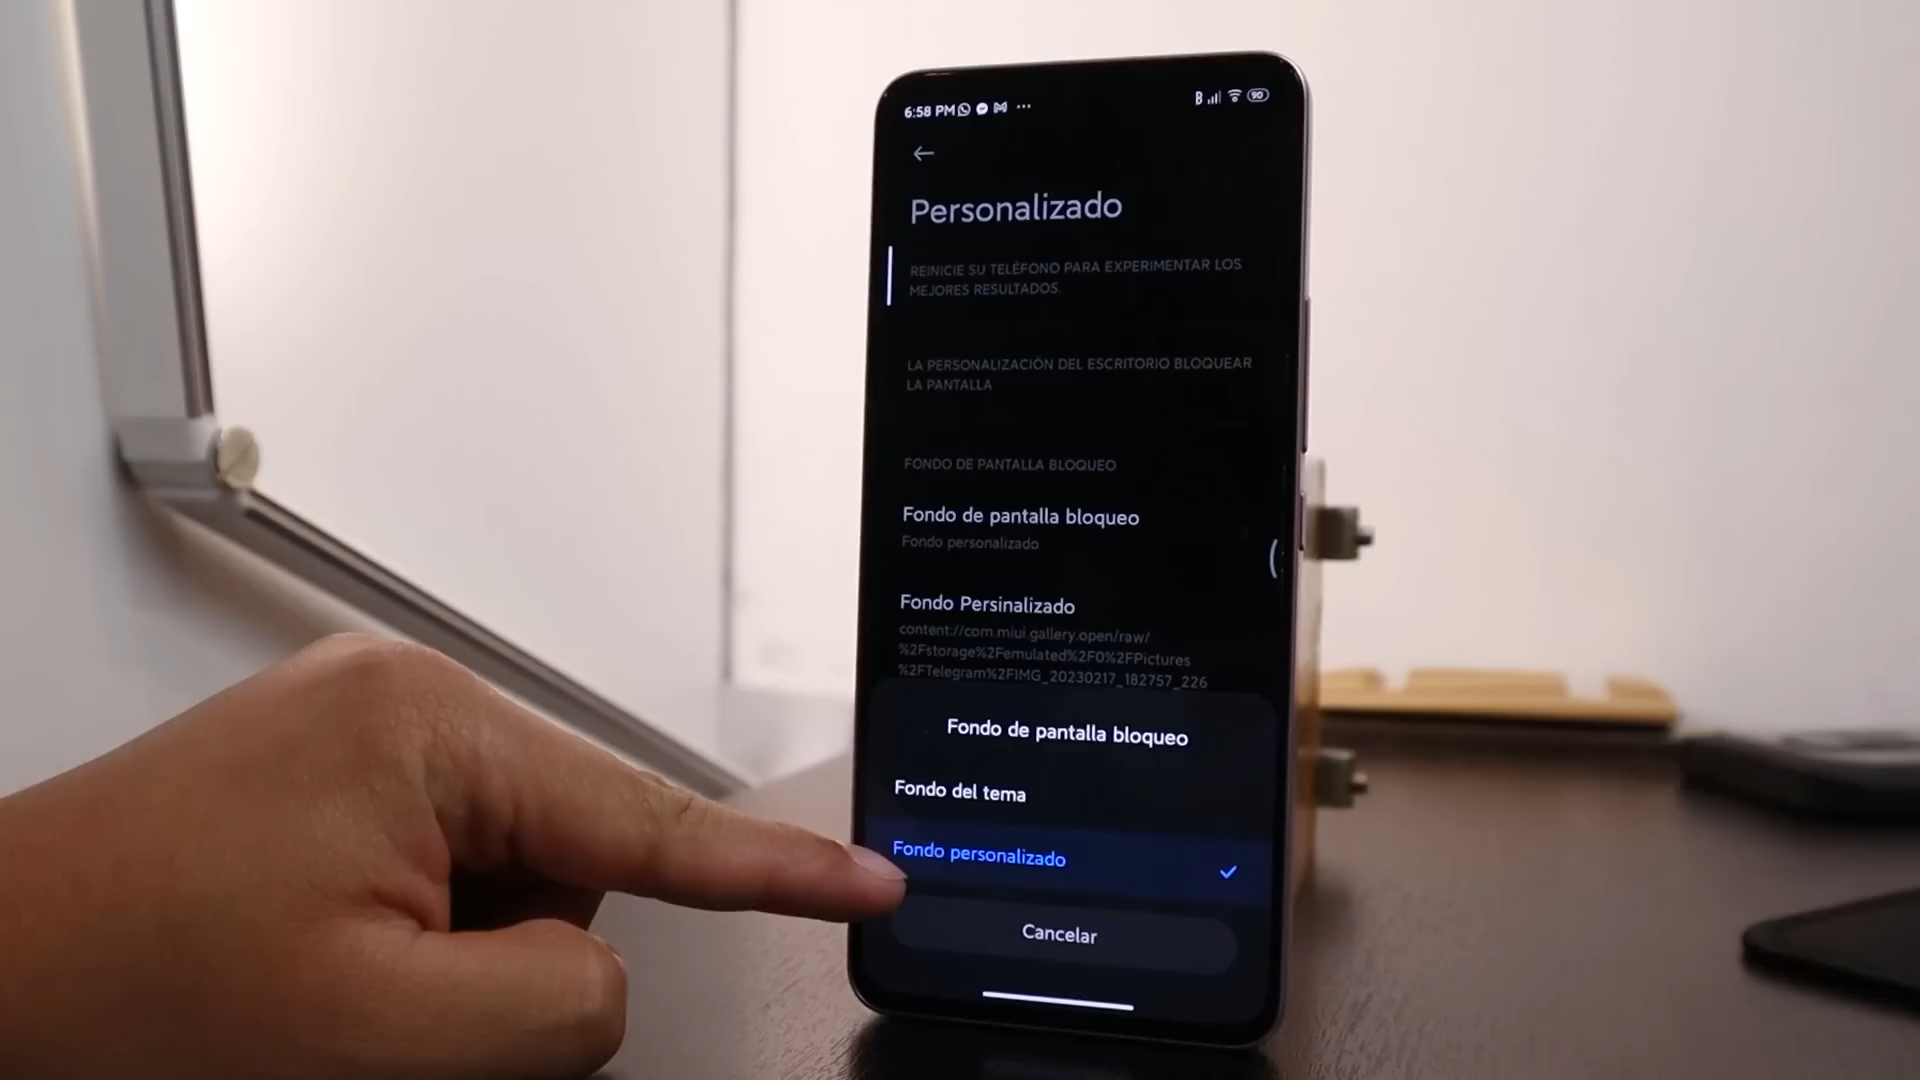 6:58 PM
90
Personalizado
REINICIE SU TELÉFONO PARA EXPERIMENTAR LOS
MEJORES RESULTADOS.
LA PERSONALIZACIÓN DEL ESCRITORIO BLOQUEAR
LA PANTALLA
FONDO DE PANTALLA BLOQUEO
Fondo de pantalla bloqueo
Fondo personalizado
Fondo Persinalizado
content://com.miui.gallery.open/raw/
%2Fstorage%2Femulated%2F0%2FPictures
%2FTelegram%2FIMG_20230217_182757_226
Fondo de pantalla bloqueo
Fondo del tema
Fondo personalizado
Cancelar